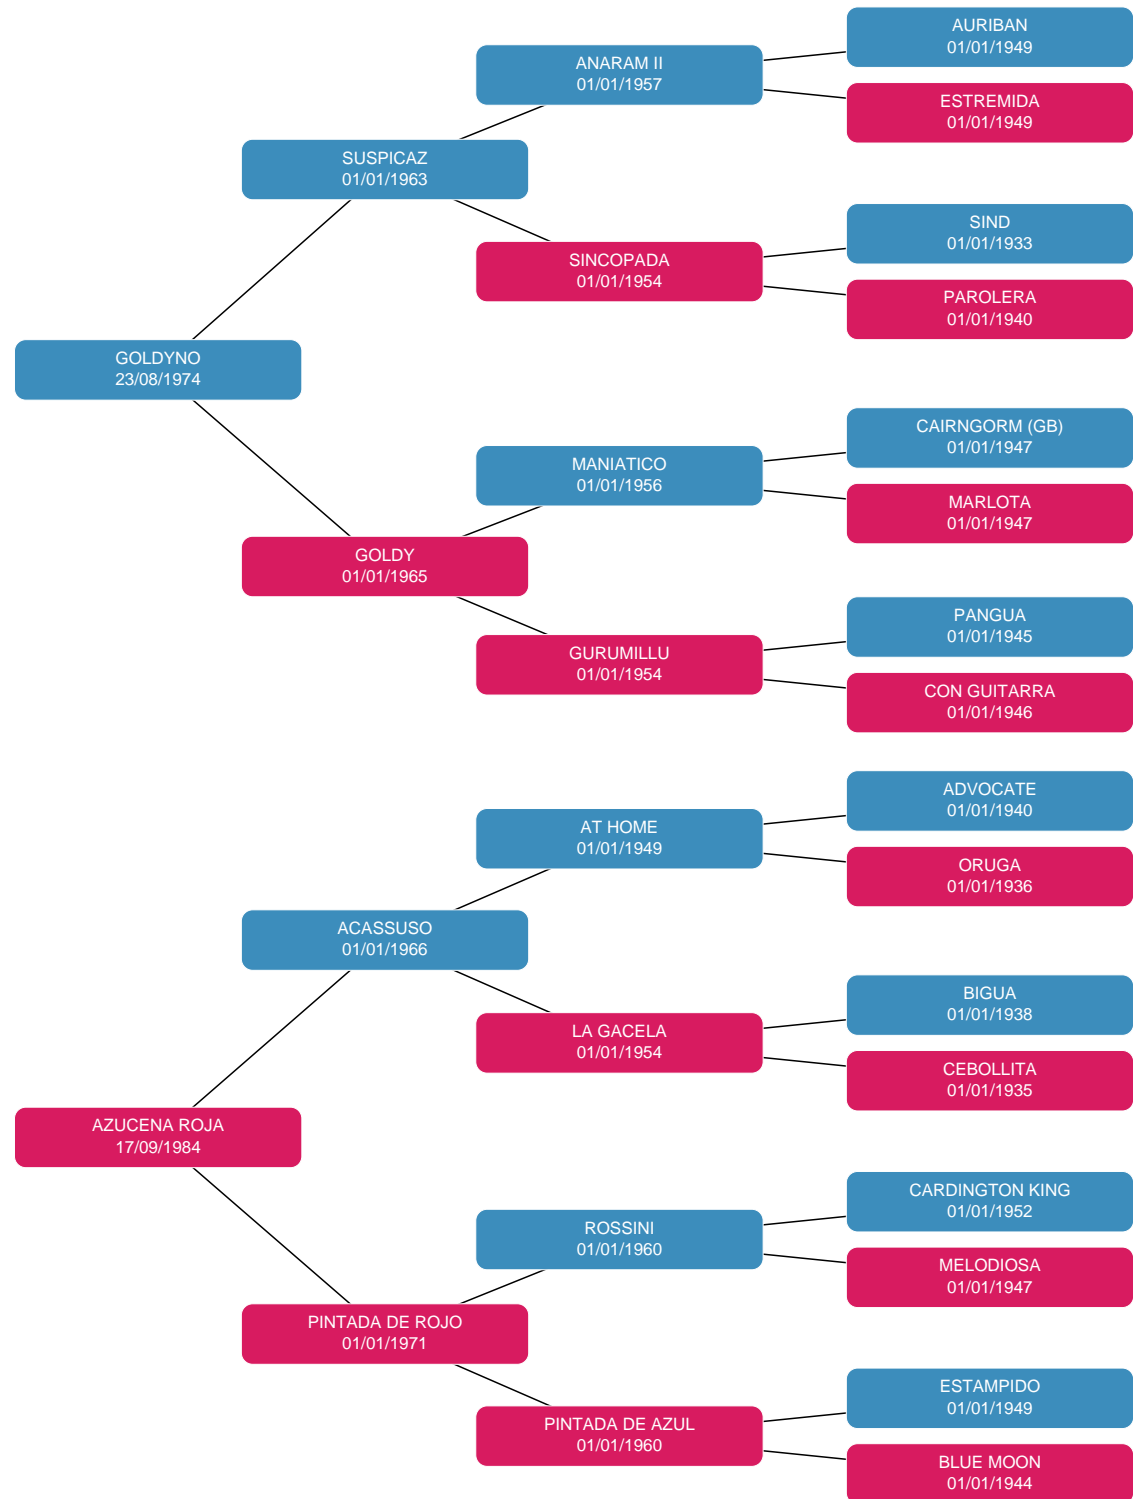 AURIBAN
01/01/1949
ANARAM II
01/01/1957
ESTREMIDA
01/01/1949
SUSPICAZ
01/01/1963
SIND
01/01/1933
SINCOPADA
01/01/1954
PAROLERA
01/01/1940
GOLDYNO
23/08/1974
CAIRNGORM (GB)
01/01/1947
MANIATICO
01/01/1956
MARLOTA
01/01/1947
GOLDY
01/01/1965
PANGUA
01/01/1945
GURUMILLU
01/01/1954
CON GUITARRA
01/01/1946
ADVOCATE
01/01/1940
AT HOME
01/01/1949
ORUGA
01/01/1936
ACASSUSO
01/01/1966
BIGUA
01/01/1938
LA GACELA
01/01/1954
CEBOLLITA
01/01/1935
AZUCENA ROJA
17/09/1984
CARDINGTON KING
01/01/1952
ROSSINI
01/01/1960
MELODIOSA
01/01/1947
PINTADA DE ROJO
01/01/1971
ESTAMPIDO
01/01/1949
PINTADA DE AZUL
01/01/1960
BLUE MOON
01/01/1944